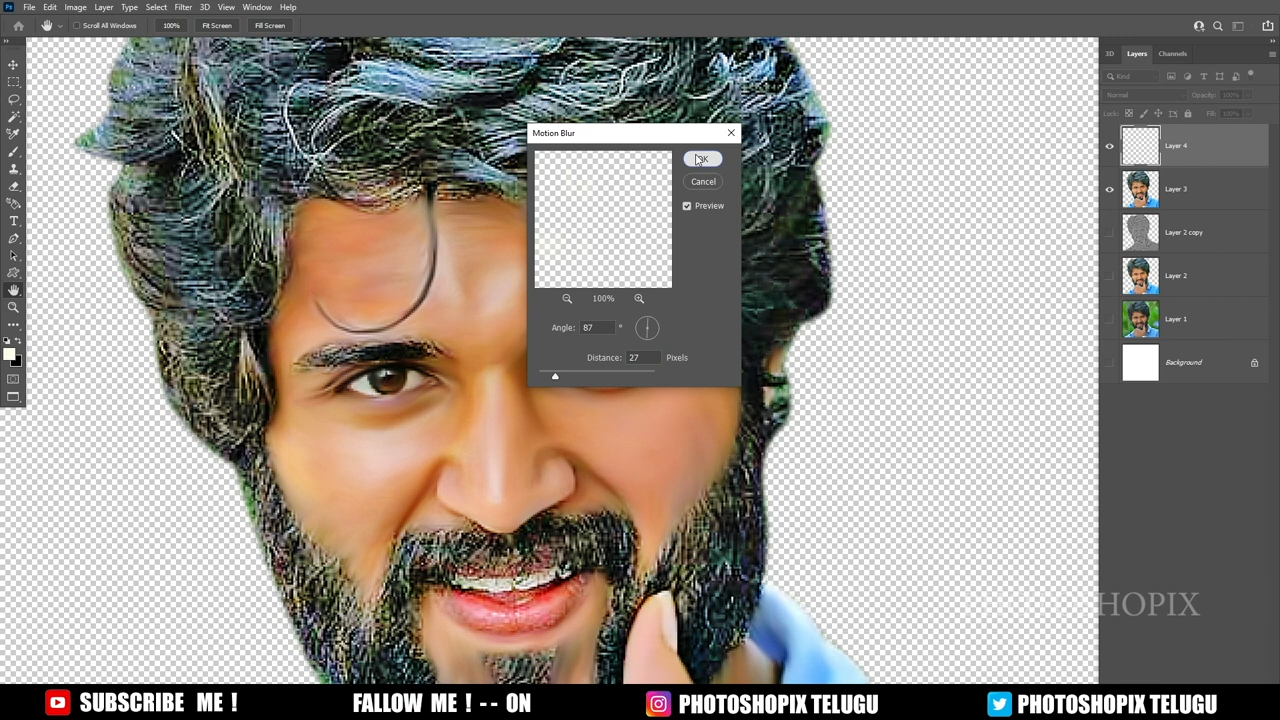 Ps File Edit Image Layer Type Select Filter 3D View Window Help
Scroll All Windows 100% Fit Screen Fill Screen
3D Layers Channels
Kind
Normal Opacity: 100%
Lock: Fill: 100%
Layer 4
Layer 3
Layer 2 copy
Layer 2
Layer 1
Background
Motion Blur
OK
Cancel
Preview
100%
Angle: 87 °
Distance: 27 Pixels
HOPIX
SUBSCRIBE ME ! FALLOW ME ! -- ON PHOTOSHOPIX TELUGU PHOTOSHOPIX TELUGU